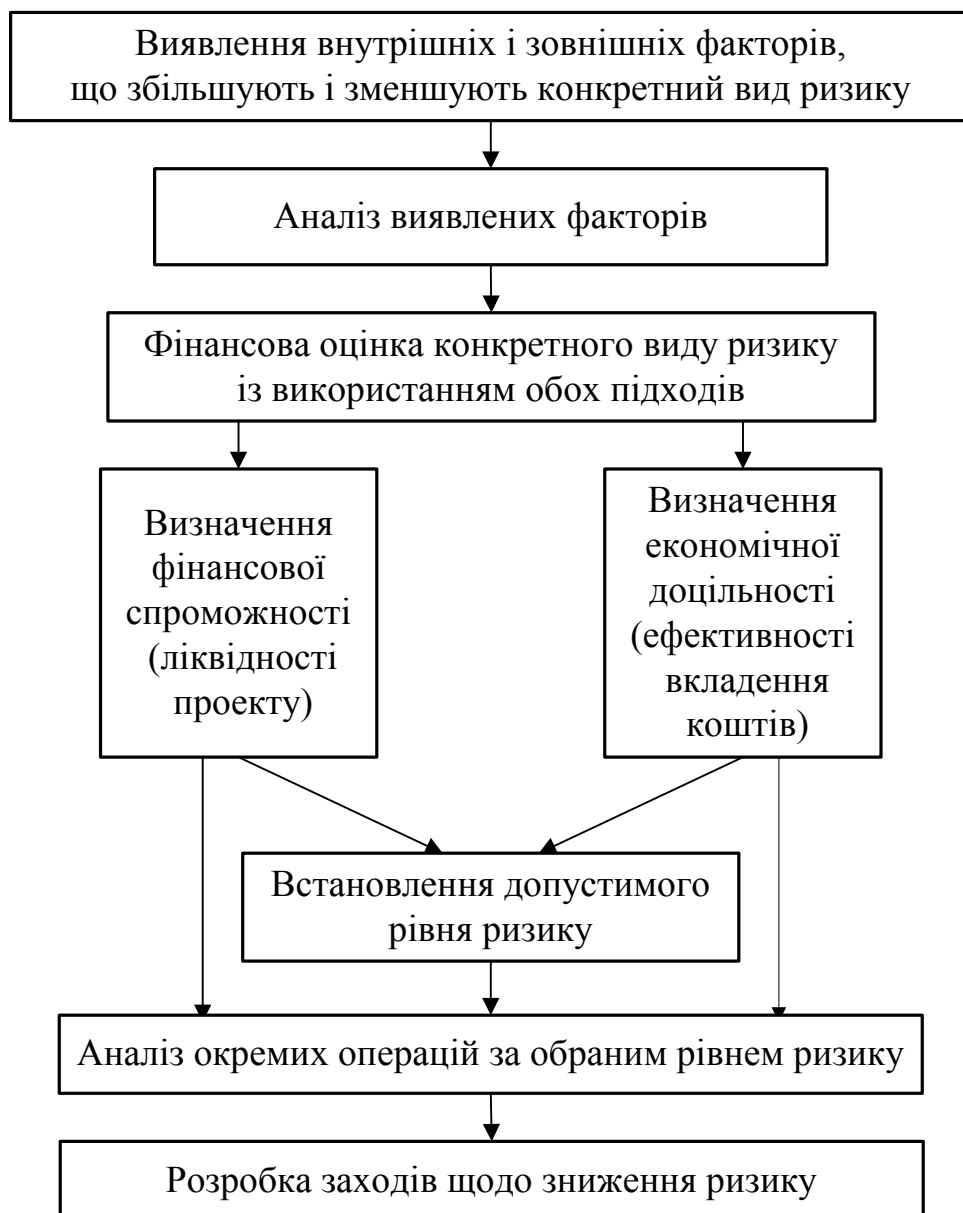 Виявлення внутрішніх і зовнішніх факторів,
що збільшують і зменшують конкретний вид ризику
Аналіз виявлених факторів
Фінансова оцінка конкретного виду ризику
із використанням обох підходів
Визначення
фінансової
спроможності
(ліквідності
проекту)
Визначення
економічної
доцільності
(ефективності
вкладення
коштів)
Встановлення допустимого
рівня ризику
Аналіз окремих операцій за обраним рівнем ризику
Розробка заходів щодо зниження ризику